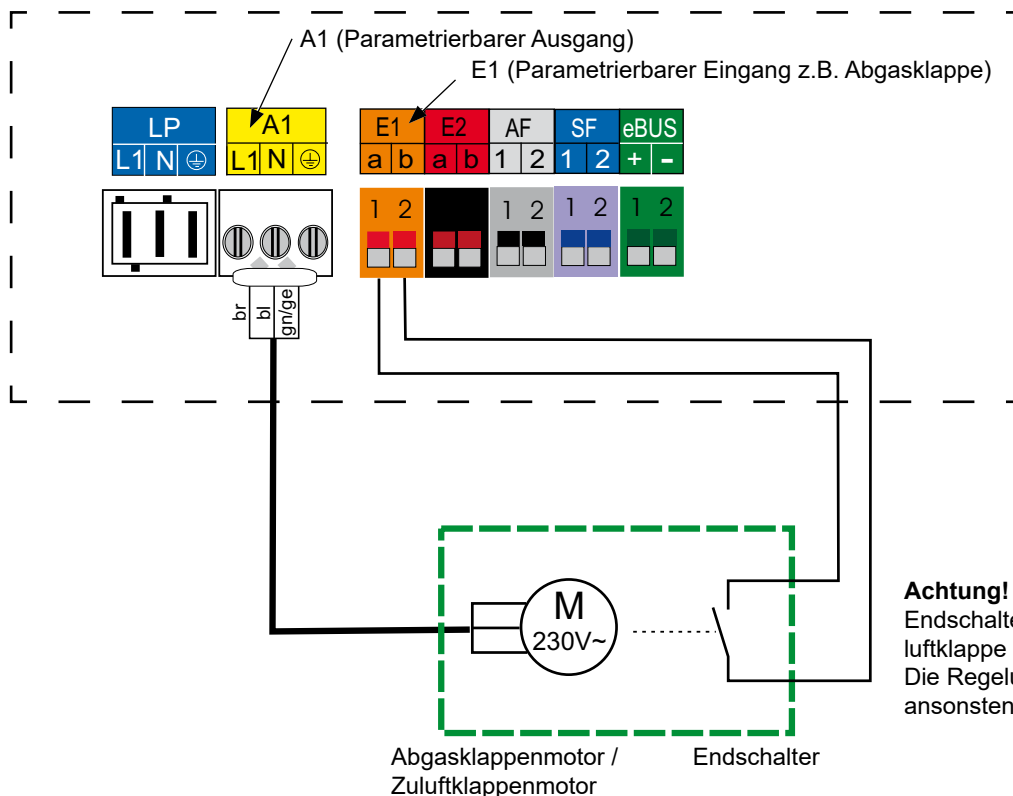 A1 (Parametrierbarer Ausgang)
E1 (Parametrierbarer Eingang z.B. Abgasklappe)
LP A1 E1 E2 AF SF eBUS
L1 N L1 N a b a b 1 2 1 2 + -
1 2 1 2 1 2 1 2
br
bl
gn/ge
M
230V~
Achtung!
Endschalte
luftklappe
Die Regelu
ansonsten
Abgasklappenmotor / Endschalter
Zuluftklappenmotor